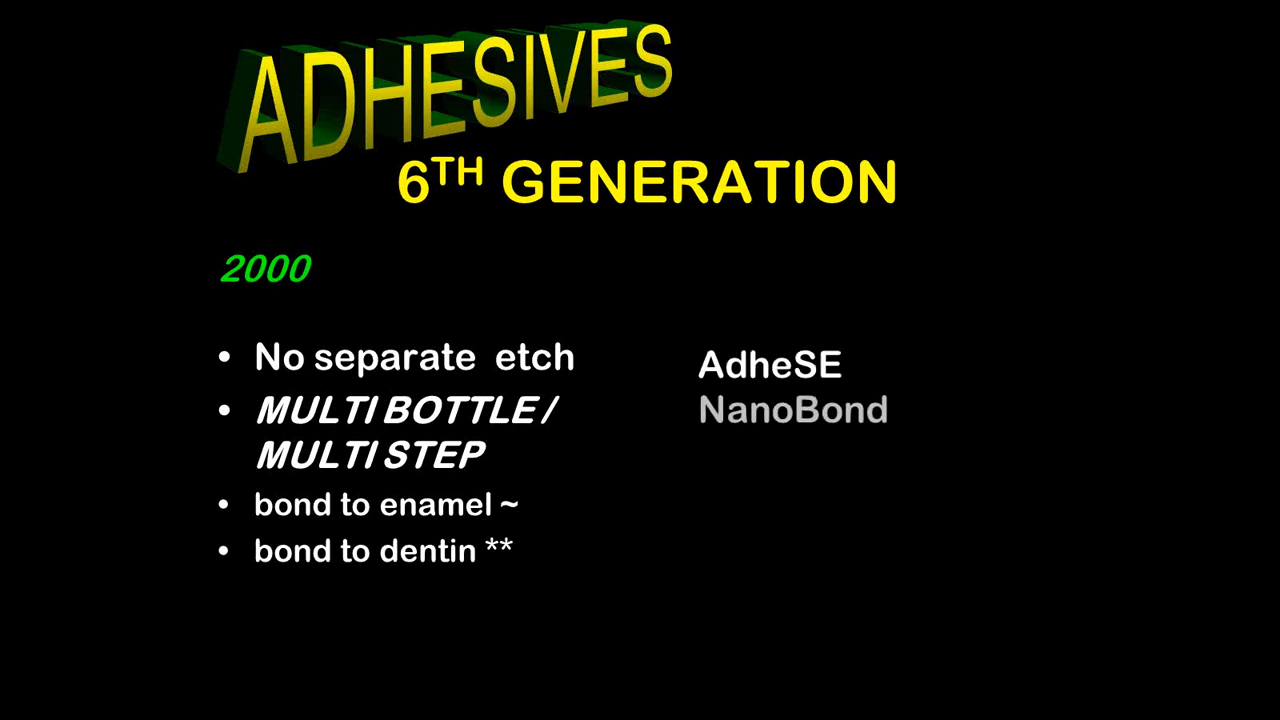 ADHESIVES
6TH GENERATION
2000
• No separate etch
• MULTI BOTTLE /
MULTI STEP
• bond to enamel ~
• bond to dentin **
AdheSE
NanoBond